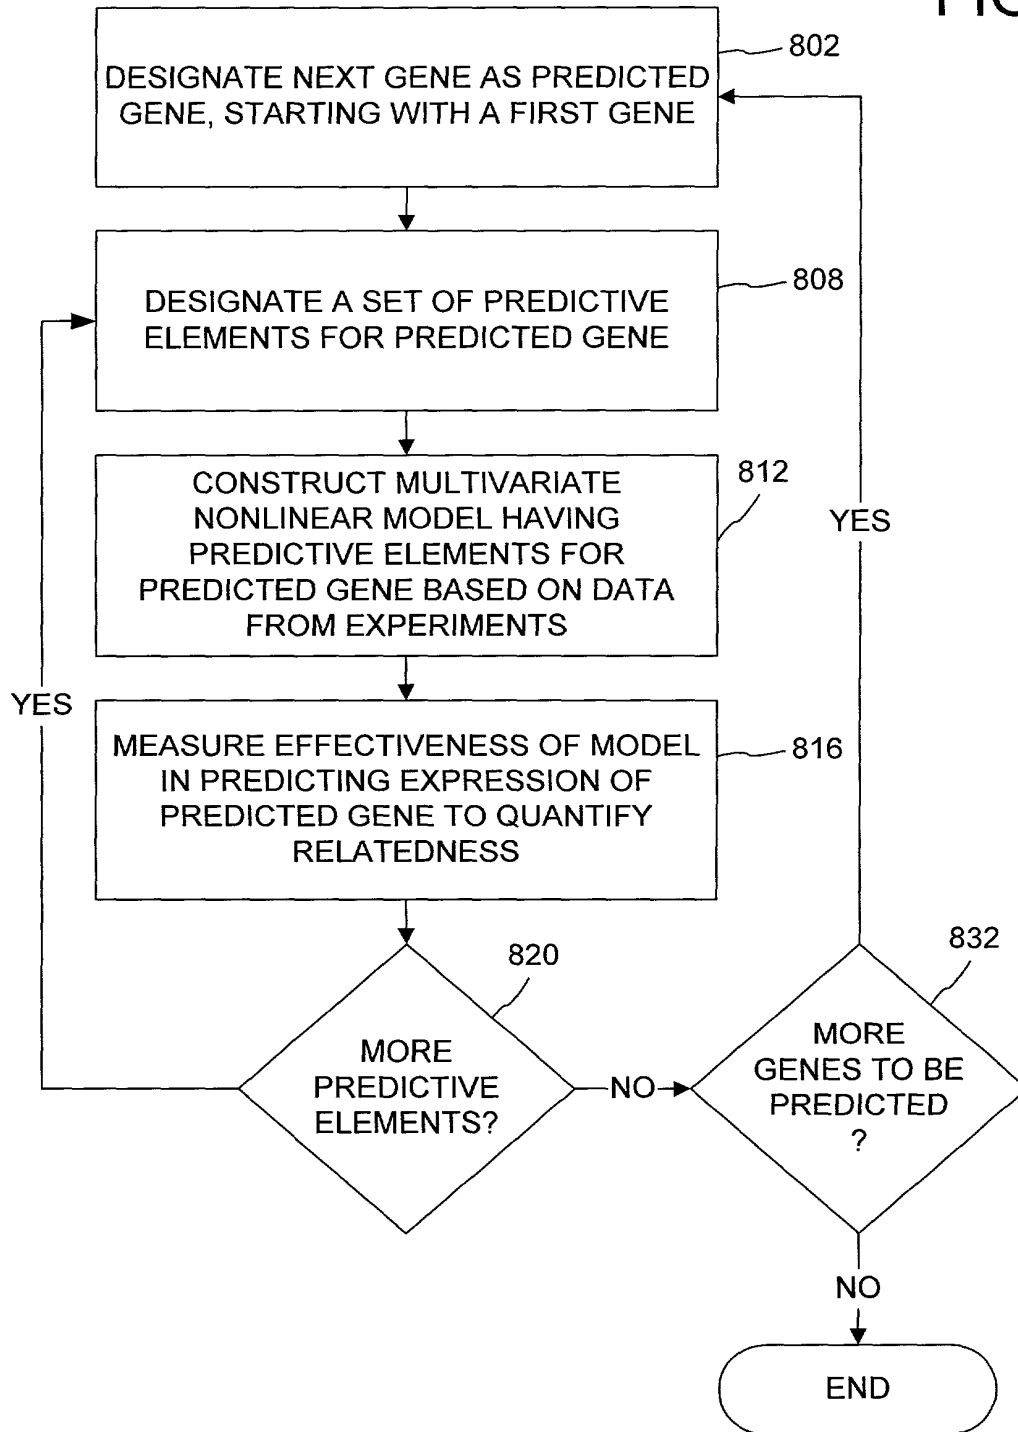 802
DESIGNATE NEXT GENE AS PREDICTED
GENE, STARTING WITH A FIRST GENE
808
DESIGNATE A SET OF PREDICTIVE
ELEMENTS FOR PREDICTED GENE
812
CONSTRUCT MULTIVARIATE
NONLINEAR MODEL HAVING
PREDICTIVE ELEMENTS FOR
PREDICTED GENE BASED ON DATA
FROM EXPERIMENTS
YES
YES
816
MEASURE EFFECTIVENESS OF MODEL
IN PREDICTING EXPRESSION OF
PREDICTED GENE TO QUANTIFY
RELATEDNESS
820
MORE
PREDICTIVE
ELEMENTS?
NO
832
MORE
GENES TO BE
PREDICTED
?
NO
END